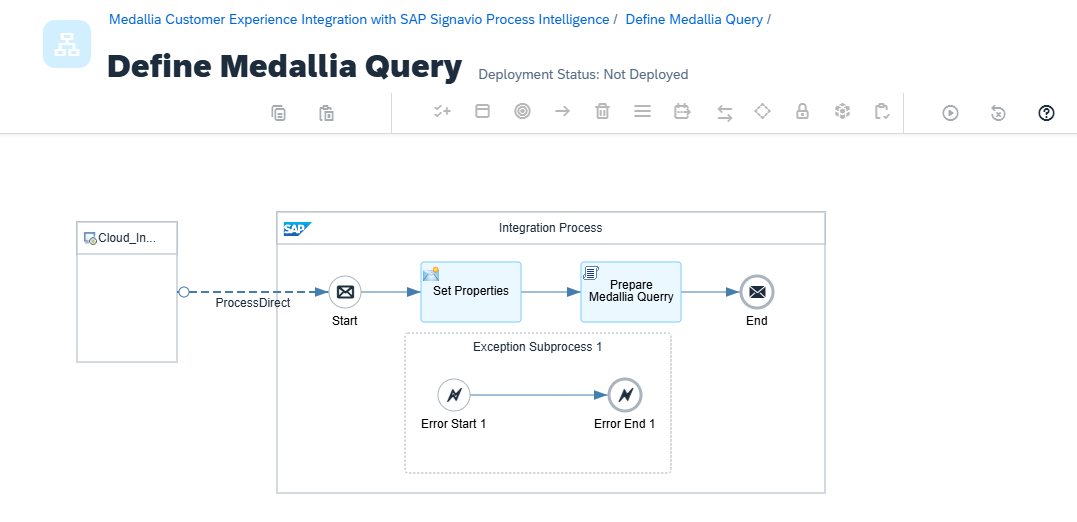 Medallia Customer Experience Integration with SAP Signavio Process Intelligence / Define Medallia Query /
Define Medallia Query Deployment Status: Not Deployed
SAP Integration Process
Cloud_In...
ProcessDirect
Start
Set Properties
Prepare
Medallia Querry
End
Exception Subprocess 1
Error Start 1
Error End 1